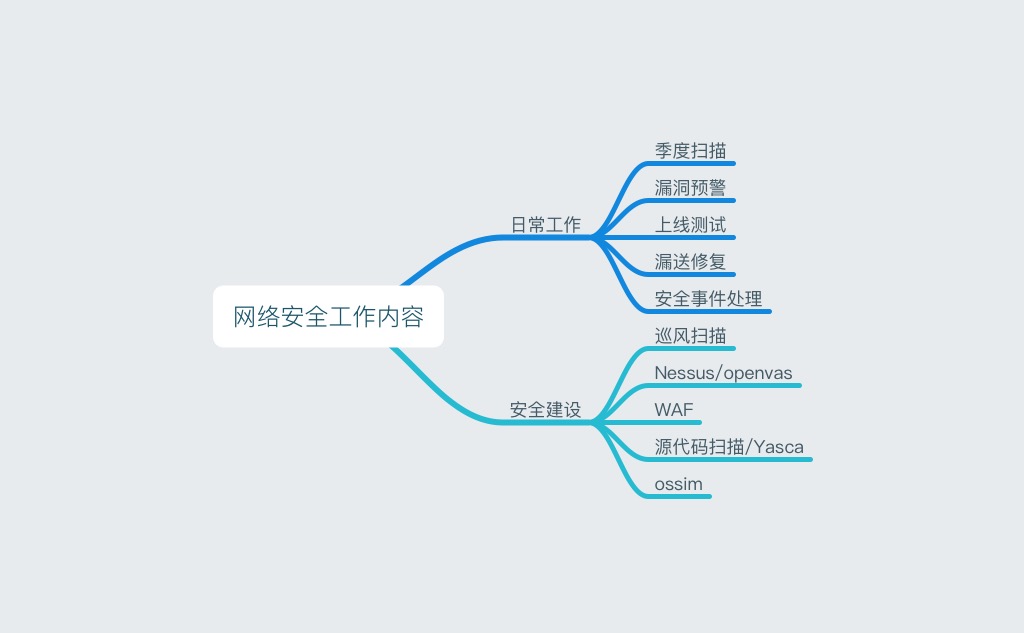 网络安全工作内容
日常工作
季度扫描
漏洞预警
上线测试
漏送修复
安全事件处理
安全建设
巡风扫描
Nessus/openvas
WAF
源代码扫描/Yasca
ossim